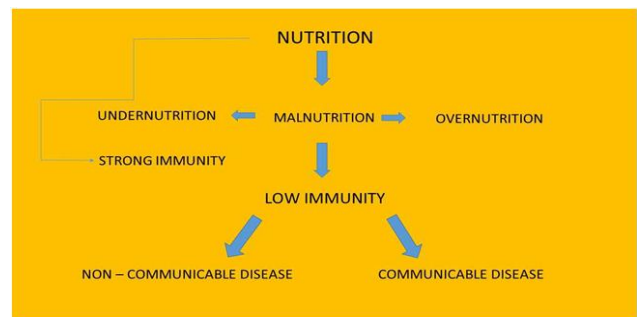 NUTRITION
UNDERNUTRITION
MALNUTRITION
OVERNUTRITION
STRONG IMMUNITY
LOW IMMUNITY
NON – COMMUNICABLE DISEASE
COMMUNICABLE DISEASE